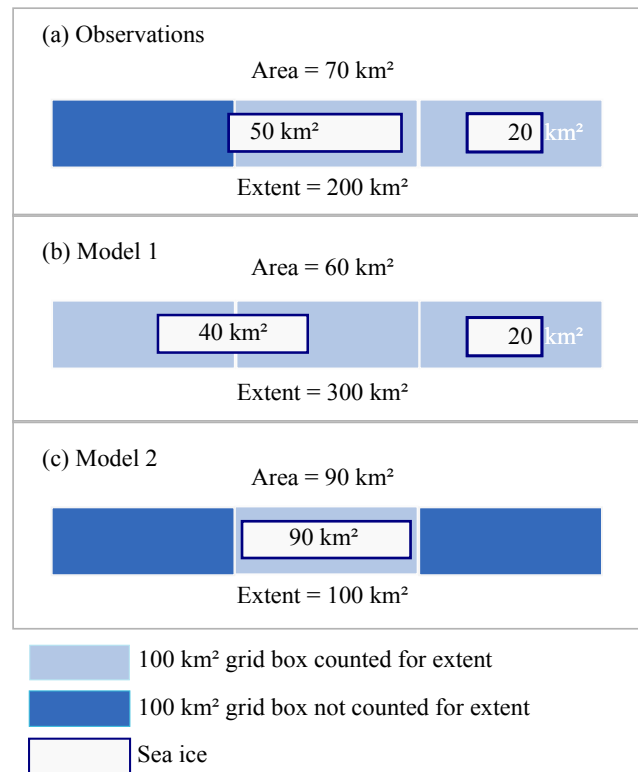 (a) Observations
Area = 70 km²
50 km²
20 km²
Extent = 200 km²
(b) Model 1
Area = 60 km²
40 km²
20 km²
Extent = 300 km²
(c) Model 2
Area = 90 km²
90 km²
Extent = 100 km²
100 km² grid box counted for extent
100 km² grid box not counted for extent
Sea ice